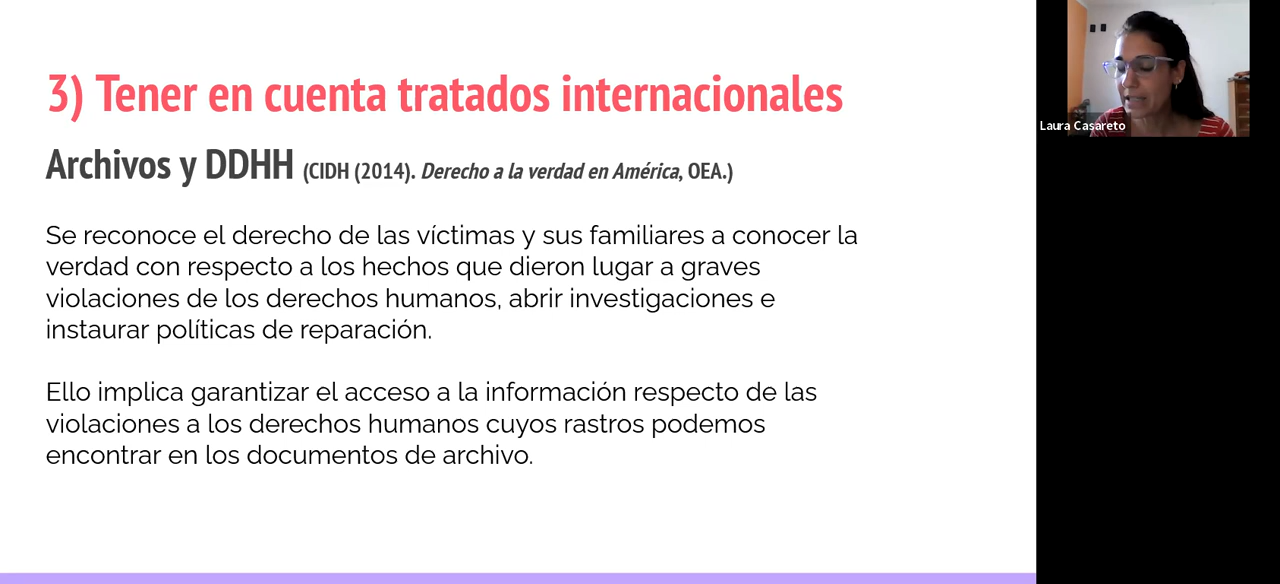 3) Tener en cuenta tratados internacionales
Archivos y DDHH (CIDH (2014). Derecho a la verdad en América, OEA.)
Se reconoce el derecho de las víctimas y sus familiares a conocer la
verdad con respecto a los hechos que dieron lugar a graves
violaciones de los derechos humanos, abrir investigaciones e
instaurar políticas de reparación.
Ello implica garantizar el acceso a la información respecto de las
violaciones a los derechos humanos cuyos rastros podemos
encontrar en los documentos de archivo.
Laura Casareto